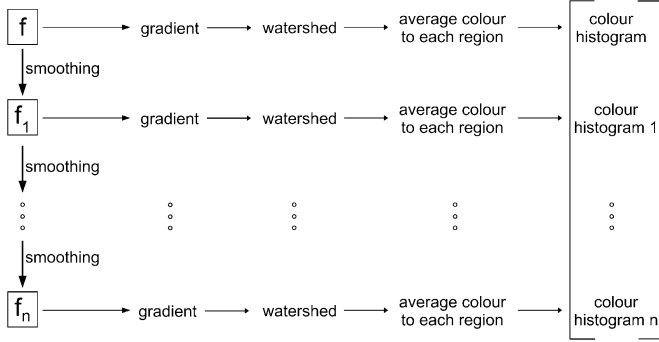 f
gradient
watershed
average colour
to each region
colour
histogram
smoothing
f1
gradient
watershed
average colour
to each region
colour
histogram 1
smoothing
smoothing
fn
gradient
watershed
average colour
to each region
colour
histogram n